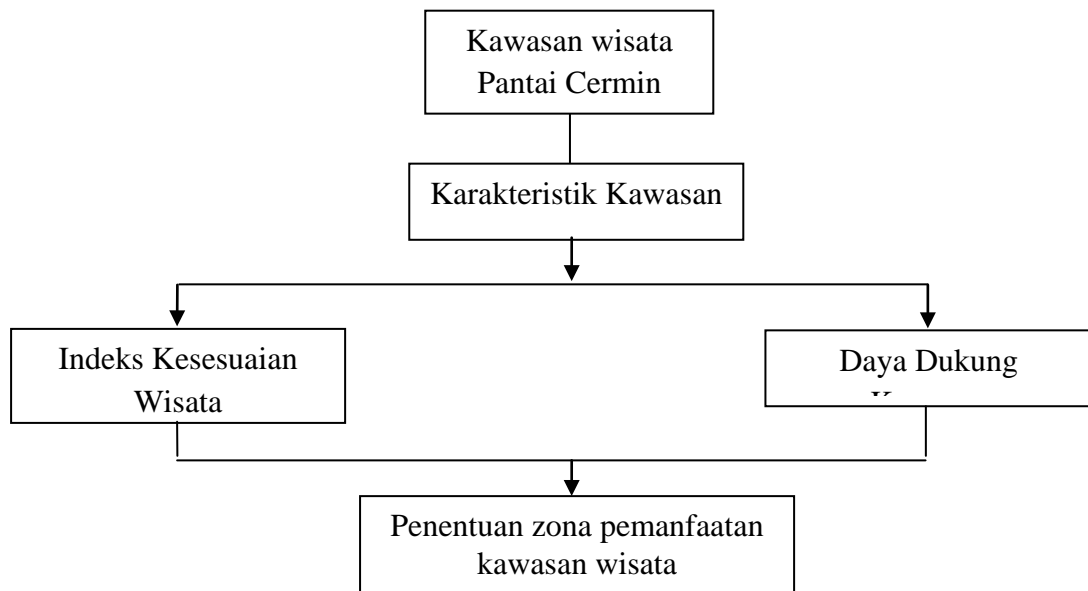 Kawasan wisata
Pantai Cermin
Karakteristik Kawasan
Indeks Kesesuaian
Wisata
Daya Dukung
Penentuan zona pemanfaatan
kawasan wisata